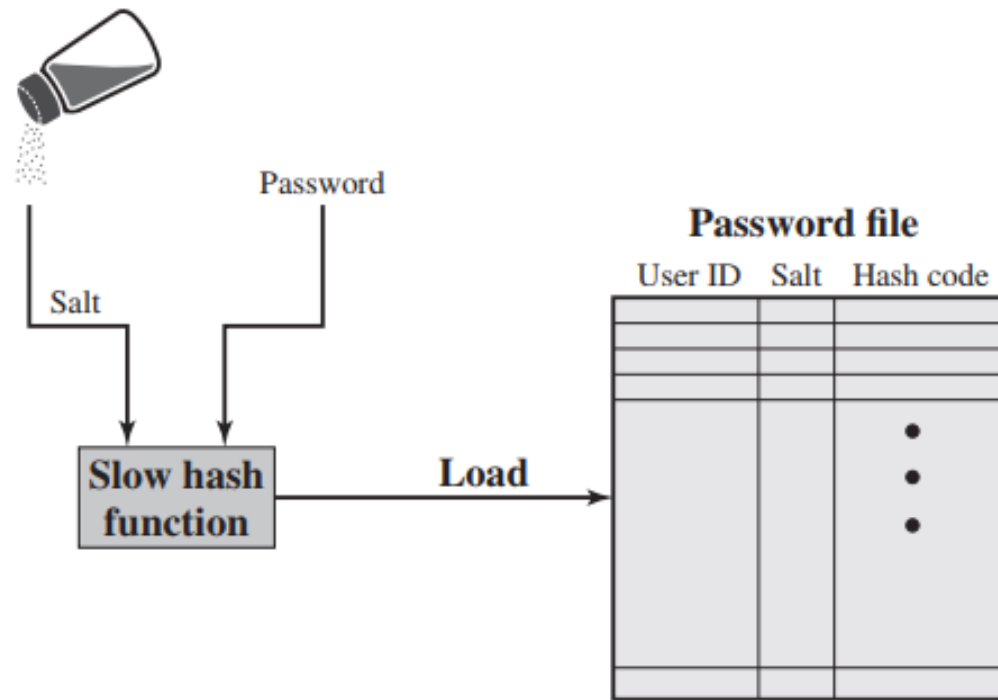 Password
Salt
Password file
User ID Salt Hash code
Slow hash
function
Load